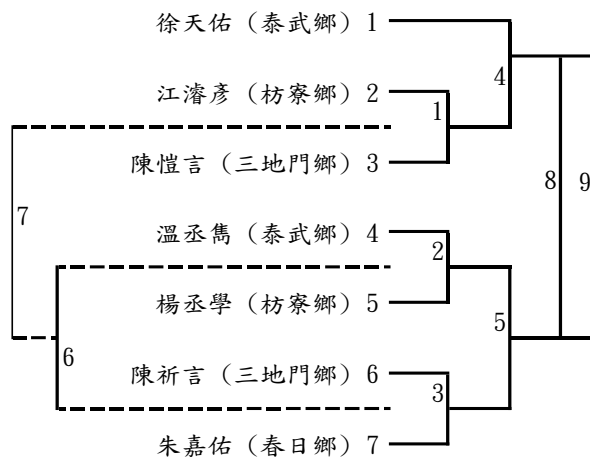 徐天佑 (泰武鄉) 1
4
江濬彥 (枋寮鄉) 2
1
陳愷言 (三地門鄉) 3
8
9
7
溫丞雋 (泰武鄉) 4
2
楊丞學 (枋寮鄉) 5
5
6
陳祈言 (三地門鄉) 6
3
朱嘉佑 (春日鄉) 7